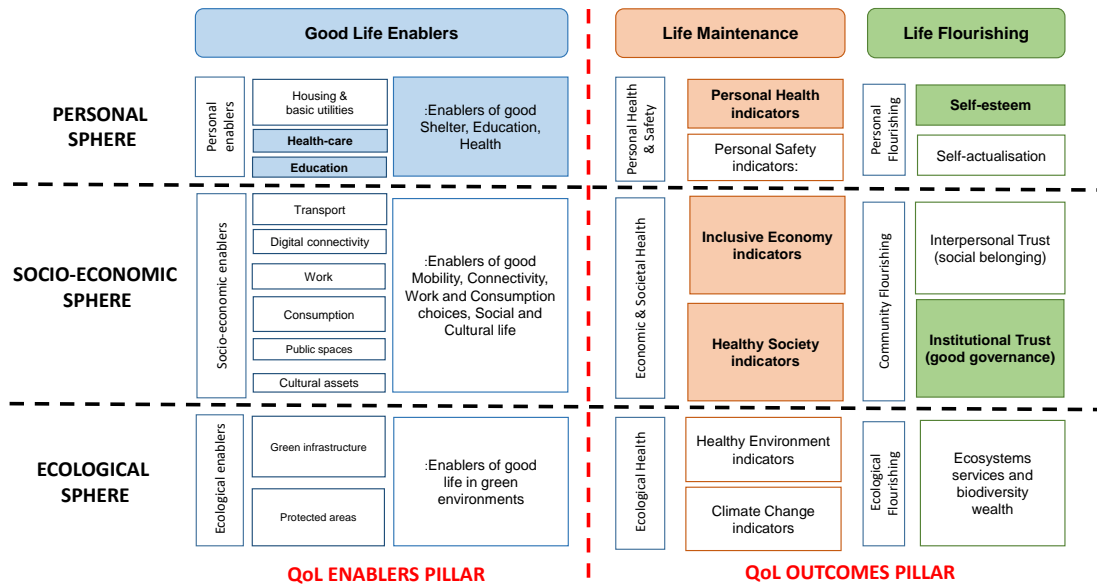 Good Life Enablers
Life Maintenance
Life Flourishing
PERSONAL
SPHERE
Personal
enablers
Housing &
basic utilities
Health-care
Education
:Enablers of good
Shelter, Education,
Health
Personal Health
& Safety
Personal Health
indicators
Personal Safety
indicators:
Personal
Flourishing
Self-esteem
Self-actualisation
SOCIO-ECONOMIC
SPHERE
Socio-economic enablers
Transport
Digital connectivity
Work
Consumption
Public spaces
Cultural assets
:Enablers of good
Mobility, Connectivity,
Work and Consumption
choices, Social and
Cultural life
Economic & Societal Health
Inclusive Economy
indicators
Healthy Society
indicators
Community Flourishing
Interpersonal Trust
(social belonging)
Institutional Trust
(good governance)
ECOLOGICAL
SPHERE
Ecological enablers
Green infrastructure
Protected areas
:Enablers of good
life in green
environments
Ecological Health
Healthy Environment
indicators
Climate Change
indicators
Ecological
Flourishing
Ecosystems
services and
biodiversity
wealth
QoL ENABLERS PILLAR
QoL OUTCOMES PILLAR